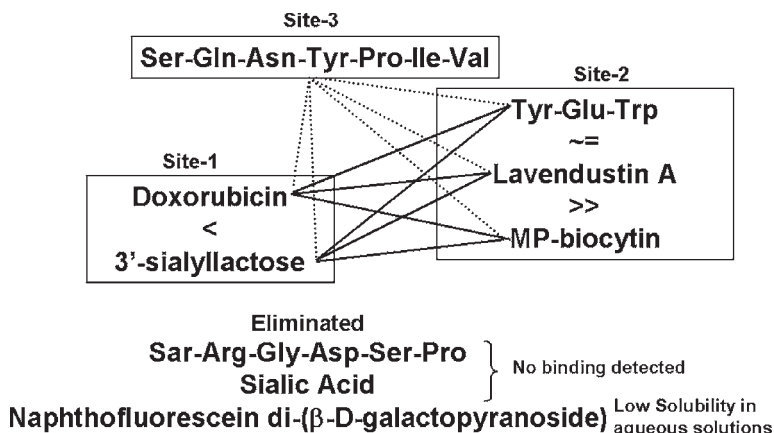 Site-3
Ser-Gln-Asn-Tyr-Pro-Ile-Val
Site-2
Tyr-Glu-Trp
~=
Lavendustin A
>>
MP-biocytin
Site-1
Doxorubicin
<
3'-sialyllactose
Eliminated
Sar-Arg-Gly-Asp-Ser-Pro
Sialic Acid
No binding detected
Naphthofluorescein di-(β-D-galactopyranoside)
Low Solubility in
aqueous solutions